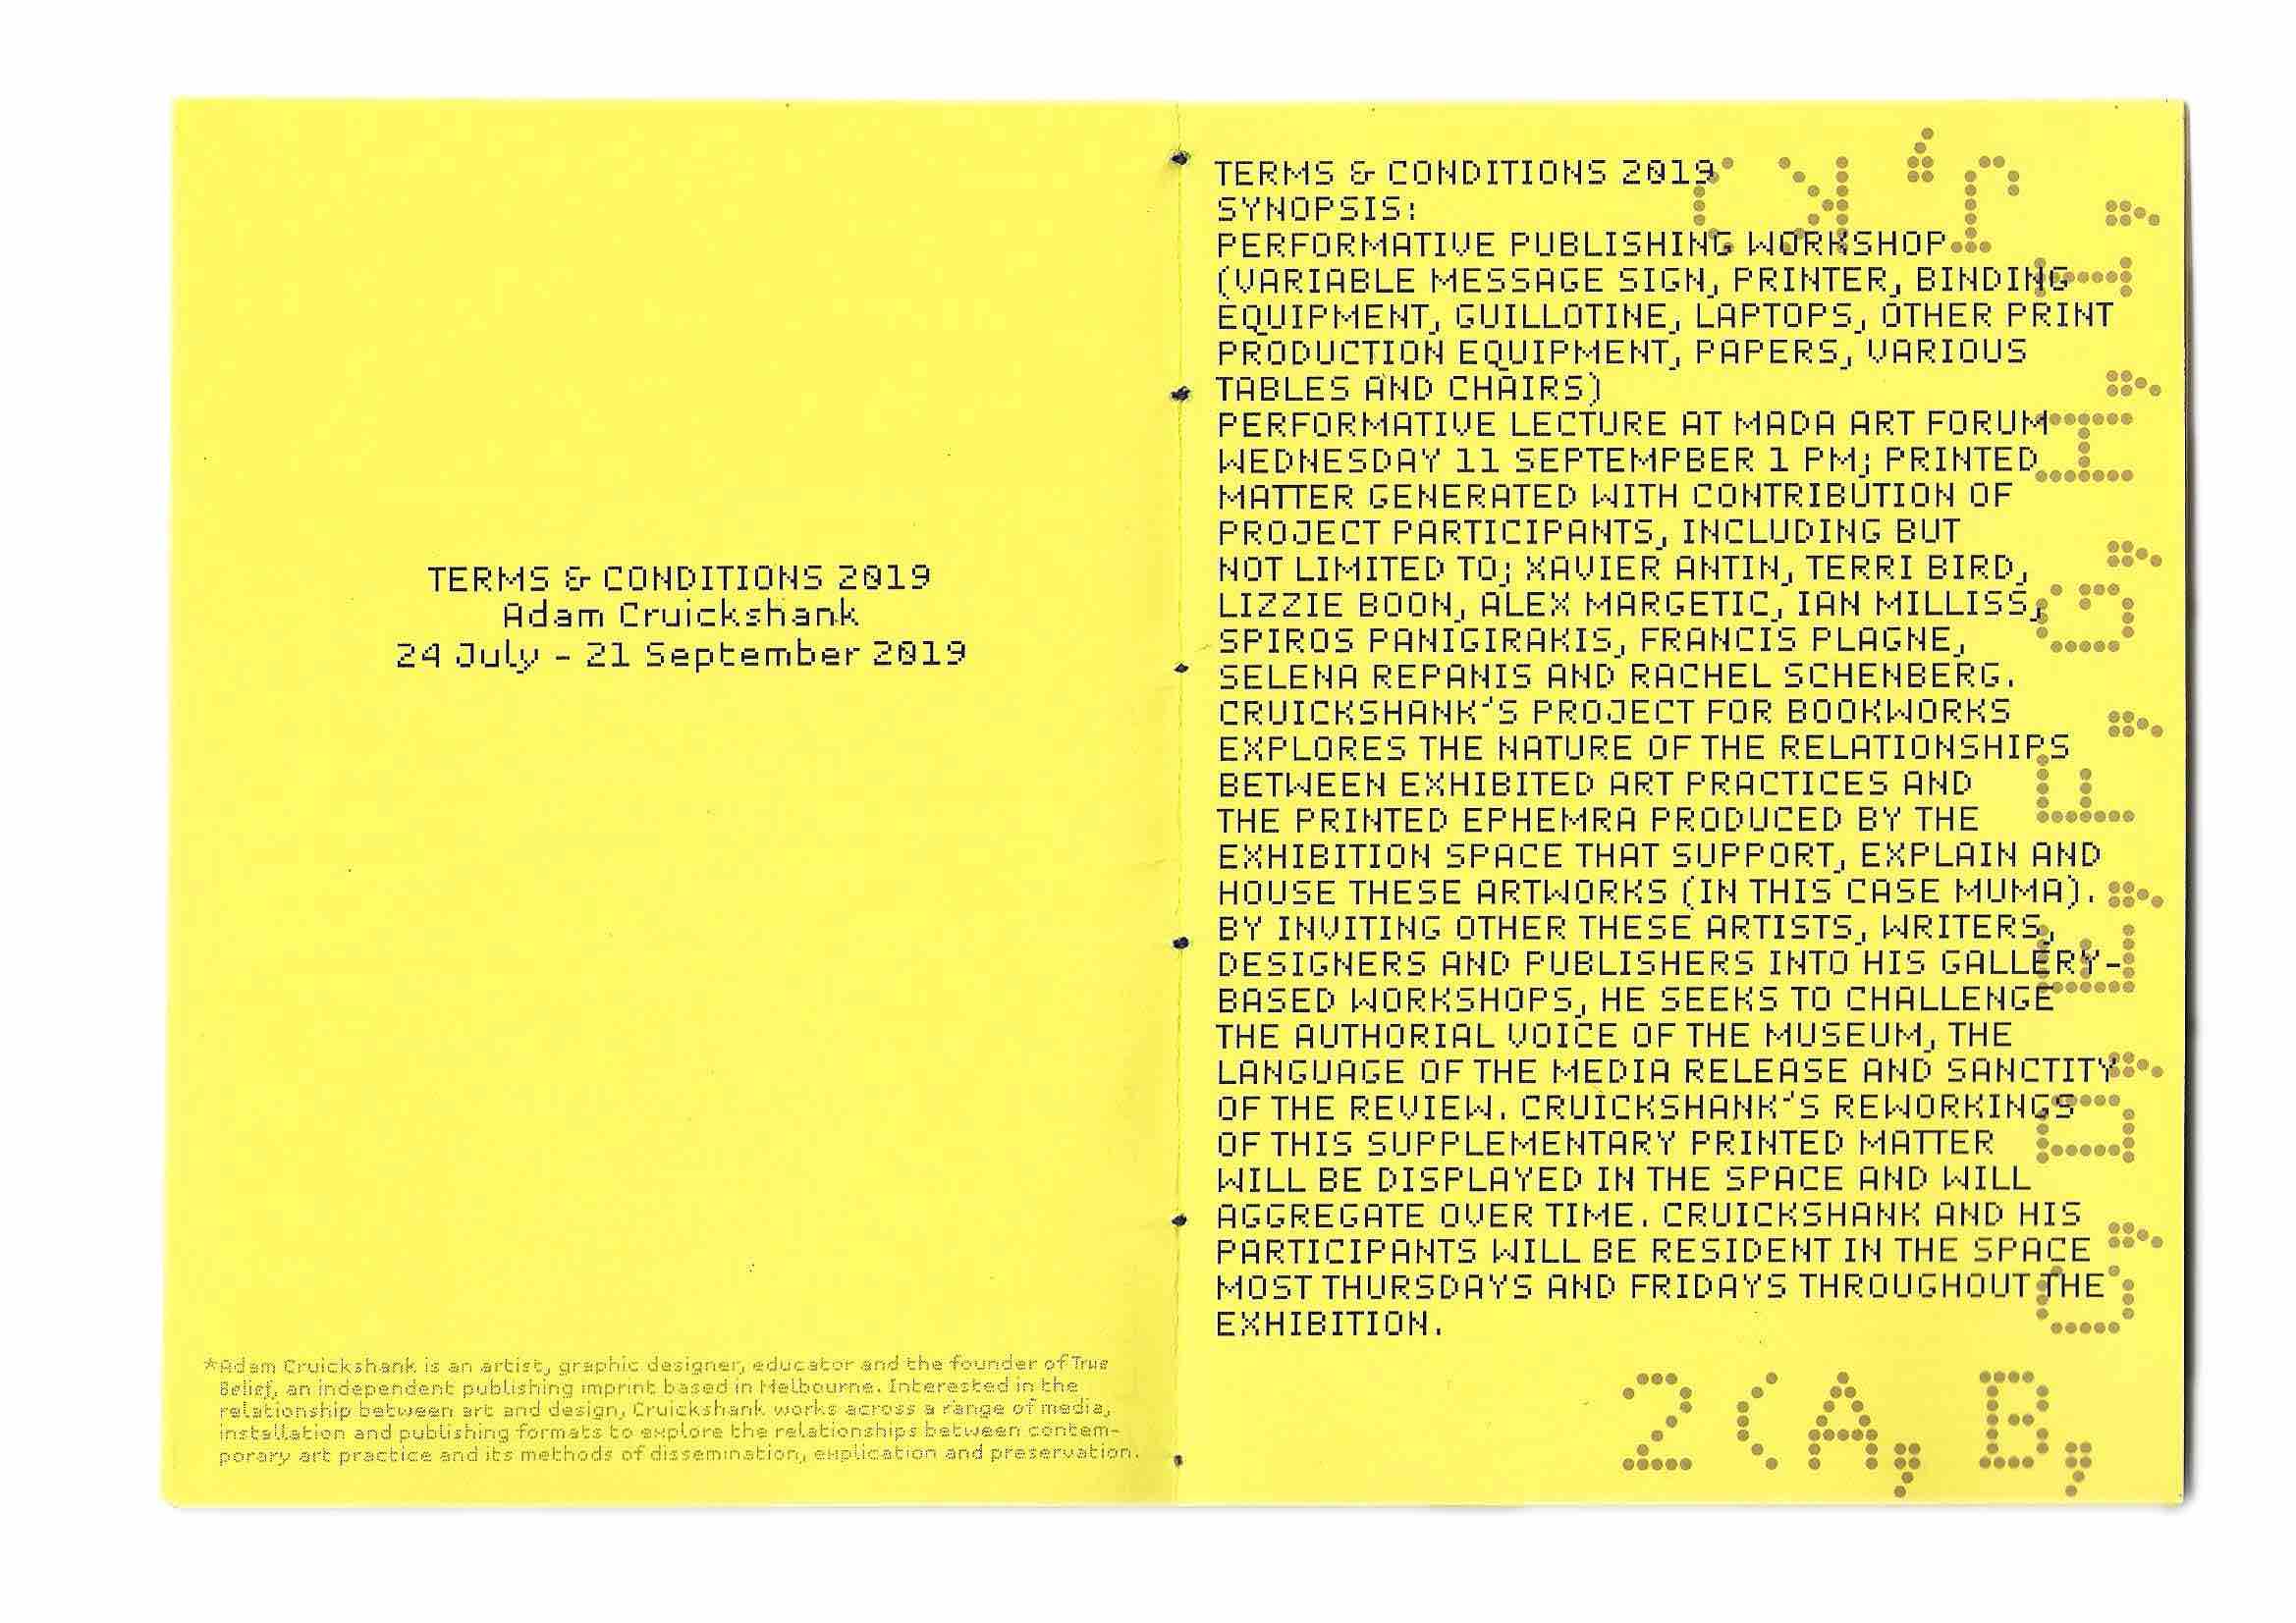 TERMS & CONDITIONS 2019
Adam Cruickshank
24 July – 21 September 2019
*Adam Cruickshank is an artist, graphic designer, educator and the founder of True
Belief, an independent publishing imprint based in Melbourne. Interested in the
relationship between art and design, Cruickshank works across a range of media,
installation and publishing formats to explore the relationships between contem-
porary art practice and its methods of dissemination, explication and preservation.
TERMS & CONDITIONS 2019
SYNOPSIS:
PERFORMATIVE PUBLISHING WORKSHOP
(VARIABLE MESSAGE SIGN, PRINTER, BINDING
EQUIPMENT, GUILLOTINE, LAPTOPS, OTHER PRINT
PRODUCTION EQUIPMENT, PAPERS, VARIOUS
TABLES AND CHAIRS)
PERFORMATIVE LECTURE AT MADA ART FORUM
WEDNESDAY 11 SEPTEMPBER 1 PM; PRINTED
MATTER GENERATED WITH CONTRIBUTION OF
PROJECT PARTICIPANTS, INCLUDING BUT
NOT LIMITED TO; XAVIER ANTIN, TERRI BIRD,
LIZZIE BOON, ALEX MARGETIC, IAN MILLISS,
SPIROS PANIGIRAKIS, FRANCIS PLAGNE,
SELENA REPANIS AND RACHEL SCHENBERG.
CRUICKSHANK'S PROJECT FOR BOOKWORKS
EXPLORES THE NATURE OF THE RELATIONSHIPS
BETWEEN EXHIBITED ART PRACTICES AND
THE PRINTED EPHEMRA PRODUCED BY THE
EXHIBITION SPACE THAT SUPPORT, EXPLAIN AND
HOUSE THESE ARTWORKS (IN THIS CASE MUMA).
BY INVITING OTHER THESE ARTISTS, WRITERS,
DESIGNERS AND PUBLISHERS INTO HIS GALLERY-
BASED WORKSHOPS, HE SEEKS TO CHALLENGE
THE AUTHORIAL VOICE OF THE MUSEUM, THE
LANGUAGE OF THE MEDIA RELEASE AND SANCTITY
OF THE REVIEW. CRUICKSHANK'S REWORKINGS
OF THIS SUPPLEMENTARY PRINTED MATTER
WILL BE DISPLAYED IN THE SPACE AND WILL
AGGREGATE OVER TIME. CRUICKSHANK AND HIS
PARTICIPANTS WILL BE RESIDENT IN THE SPACE
MOST THURSDAYS AND FRIDAYS THROUGHOUT THE
EXHIBITION.
2(A, B,
C, D, E, F, G, H, I,
J, K)